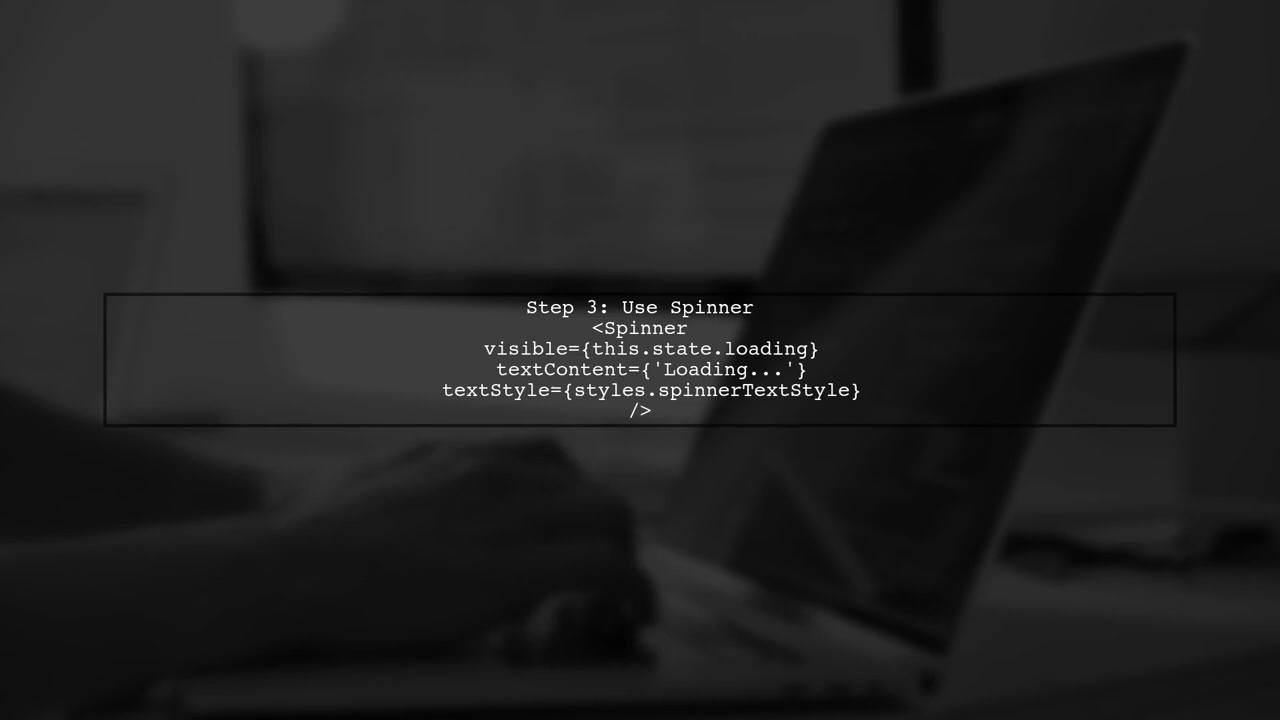 Step 3: Use Spinner
<Spinner
visible={this.state.loading}
textContent={'Loading...'}
textStyle={styles.spinnerTextStyle}
/>